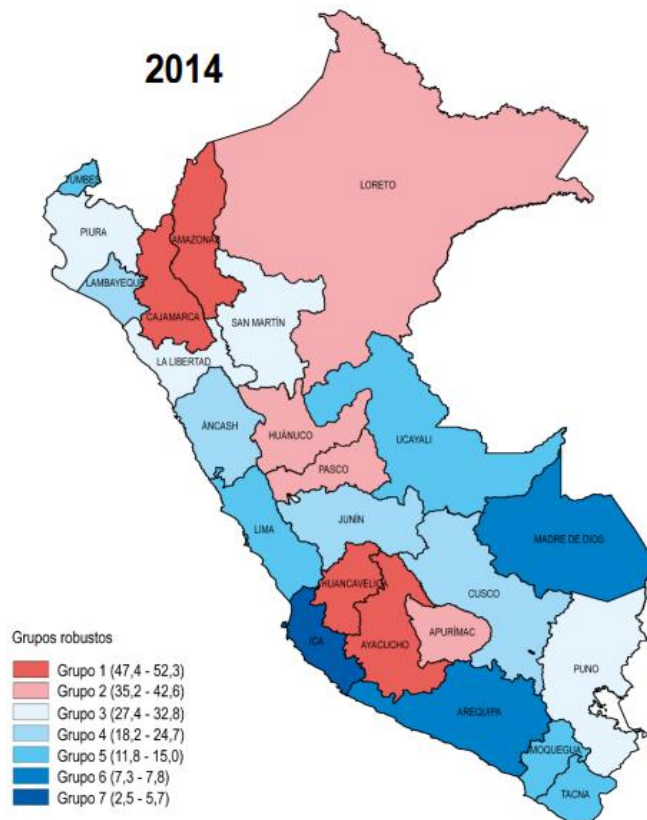 2014
LORETO
TUMBES
PIURA
AMAZONAS
LAMBAYEQUE
CAJAMARCA
SAN MARTÍN
LA LIBERTAD
ÁNCASH
HUÁNUCO
UCAYALI
PASCO
JUNÍN
LIMA
MADRE DE DIOS
HUANCAVELICA
CUSCO
ICA
AYACUCHO
APURÍMAC
PUNO
AREQUIPA
MOQUEGUA
TACNA
Grupos robustos
Grupo 1 (47,4 - 52,3)
Grupo 2 (35,2 - 42,6)
Grupo 3 (27,4 - 32,8)
Grupo 4 (18,2 - 24,7)
Grupo 5 (11,8 - 15,0)
Grupo 6 (7,3 - 7,8)
Grupo 7 (2,5 - 5,7)